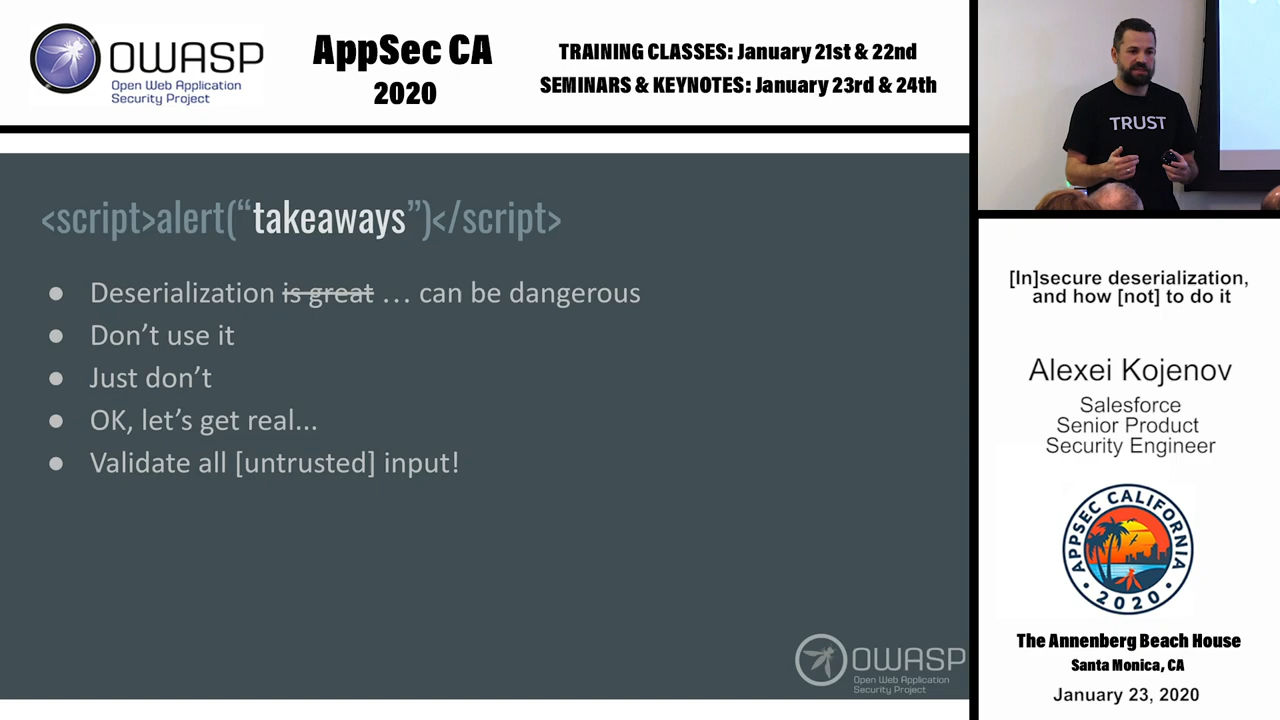 OWASP
Open Web Application
Security Project
AppSec CA
2020
TRAINING CLASSES: January 21st & 22nd
SEMINARS & KEYNOTES: January 23rd & 24th
TRUST
<script>alert(“takeaways”)</script>
● Deserialization is great … can be dangerous
● Don’t use it
● Just don’t
● OK, let’s get real...
● Validate all [untrusted] input!
OWASP
Open Web Application
Security Project
[In]secure deserialization,
and how [not] to do it
Alexei Kojenov
Salesforce
Senior Product
Security Engineer
APPSEC CALIFORNIA
• 2020 •
The Annenberg Beach House
Santa Monica, CA
January 23, 2020